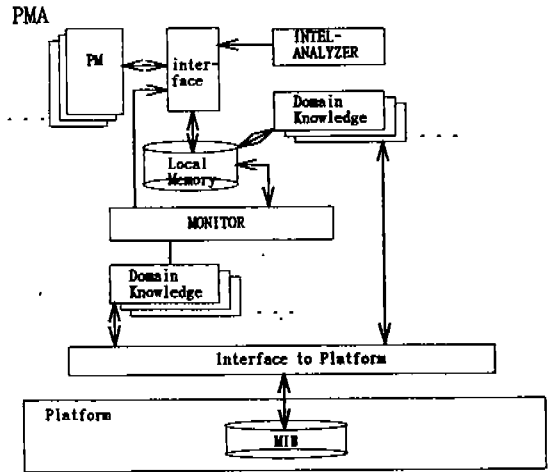 PMA
PM
inter-
face
INTEL-
ANALYZER
Domain
Knowledge
Local
Memory
MONITOR
Domain
Knowledge
Interface to Platform
Platform
MIB